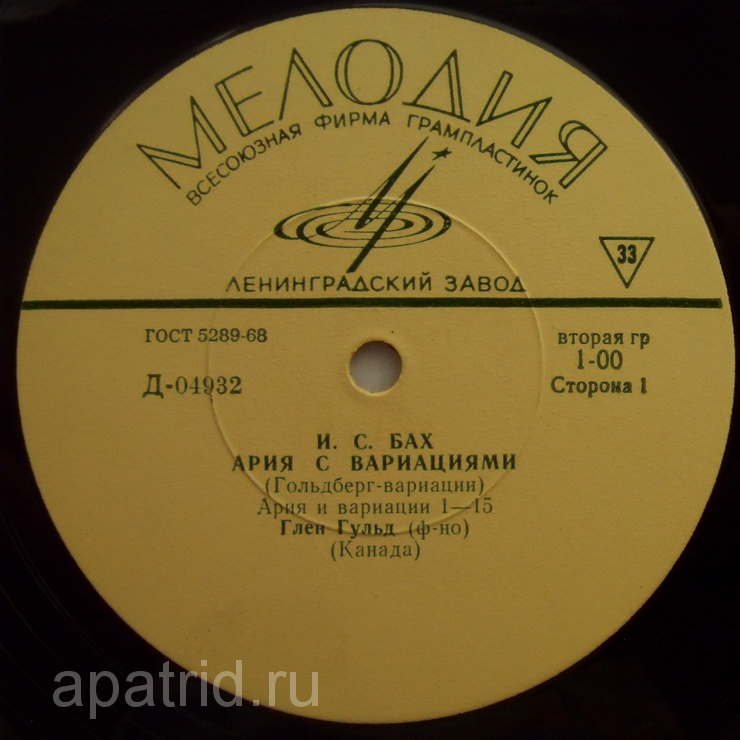 МЕЛОДИЯ
ВСЕСОЮЗНАЯ ФИРМА ГРАМПЛАСТИНОК
33
ЛЕНИНГРАДСКИЙ ЗАВОД
ГОСТ 5289-68
вторая гр
1-00
Д-04932
Сторона 1
И. С. БАХ
АРИЯ С ВАРИАЦИЯМИ
(Гольдберг-вариации)
Ария и вариации 1—15
Глен Гульд (ф-но)
(Канада)
apatrid.ru